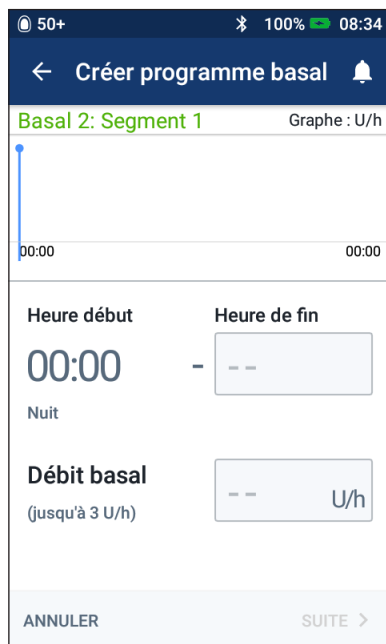 50+ 100% 08:34
Créer programme basal
Basal 2: Segment 1 Graphe : U/h
00:00 00:00
Heure début Heure de fin
00:00 - --
Nuit
Débit basal -- U/h
(jusqu'à 3 U/h)
ANNULER SUITE